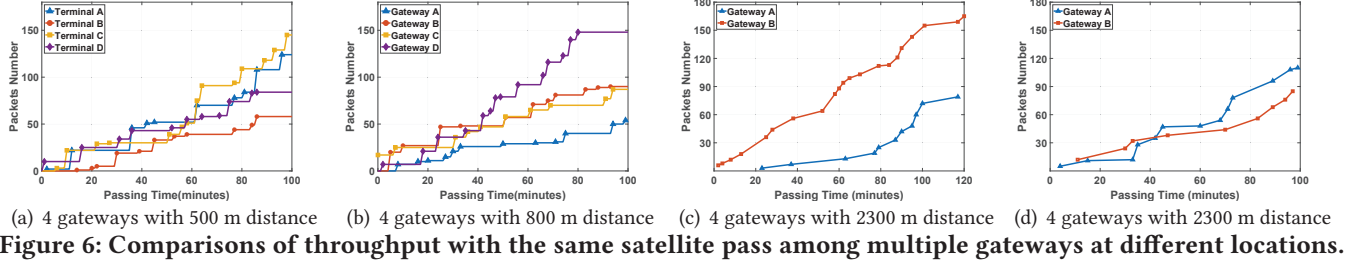 Terminal A
Terminal B
Terminal C
Terminal D
Packets Number
150
100
50
0
0 20 40 60 80 100
Passing Time(minutes)
Gateway A
Gateway B
Gateway C
Gateway D
Packets Number
150
100
50
0
0 20 40 60 80 100
Passing Time(minutes)
Gateway A
Gateway B
Packets Number
180
150
120
90
60
30
0 20 40 60 80 100 120
Passing Time (minutes)
Gateway A
Gateway B
Packets Number
180
150
120
90
60
30
0 20 40 60 80 100
Passing Time (minutes)
(a) 4 gateways with 500 m distance (b) 4 gateways with 800 m distance (c) 4 gateways with 2300 m distance (d) 4 gateways with 2300 m distance
Figure 6: Comparisons of throughput with the same satellite pass among multiple gateways at different locations.